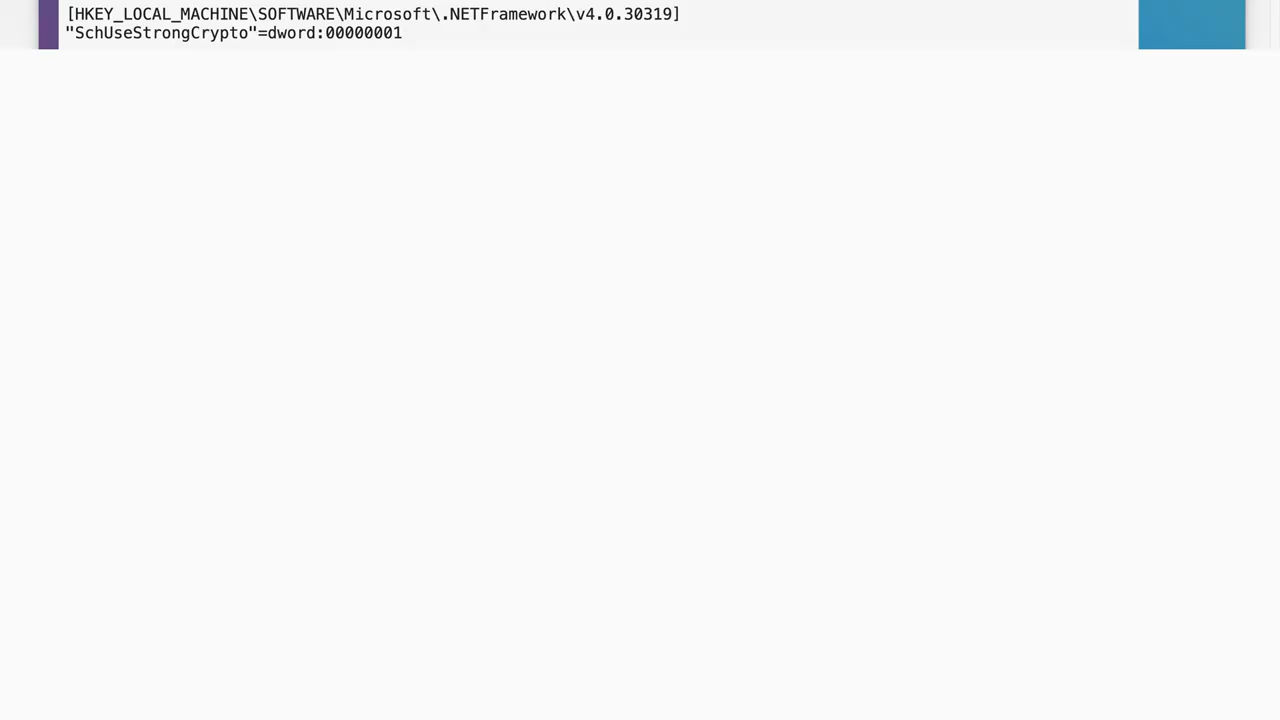 [HKEY_LOCAL_MACHINE\SOFTWARE\Microsoft\.NETFramework\v4.0.30319]
"SchUseStrongCrypto"=dword:00000001